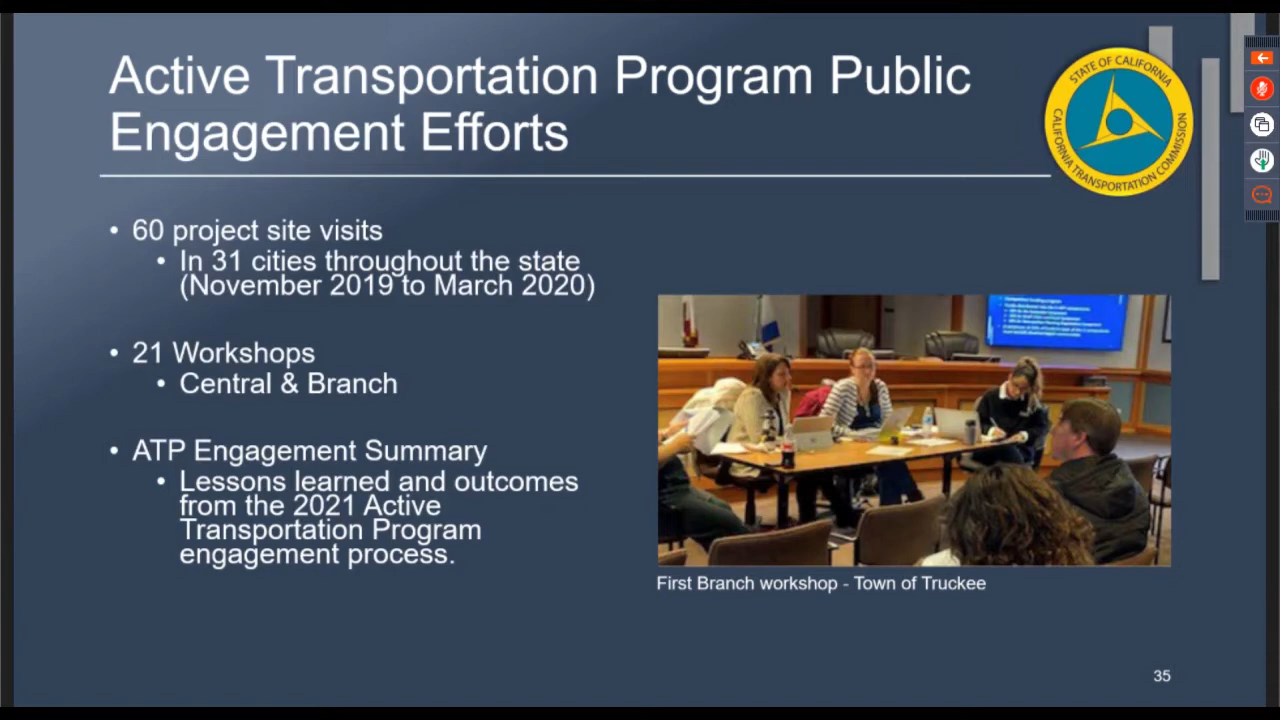 Active Transportation Program Public
Engagement Efforts
STATE OF CALIFORNIA
CALIFORNIA TRANSPORTATION COMMISSION
• 60 project site visits
• In 31 cities throughout the state
(November 2019 to March 2020)
• 21 Workshops
• Central & Branch
• ATP Engagement Summary
• Lessons learned and outcomes
from the 2021 Active
Transportation Program
engagement process.
First Branch workshop - Town of Truckee
35